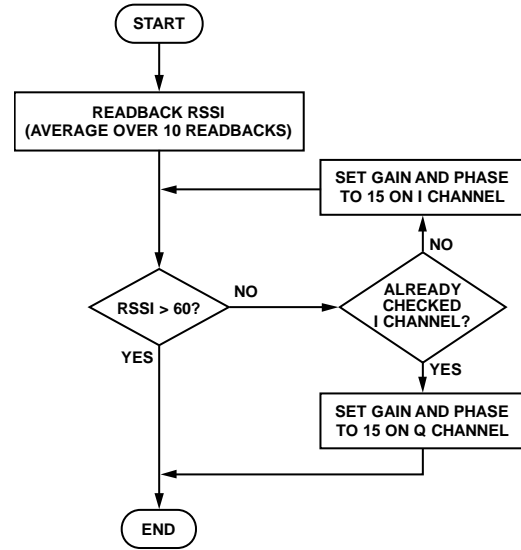 START
READBACK RSSI
(AVERAGE OVER 10 READBACKS)
SET GAIN AND PHASE
TO 15 ON I CHANNEL
NO
RSSI > 60?
NO
ALREADY
CHECKED
I CHANNEL?
YES
YES
SET GAIN AND PHASE
TO 15 ON Q CHANNEL
END